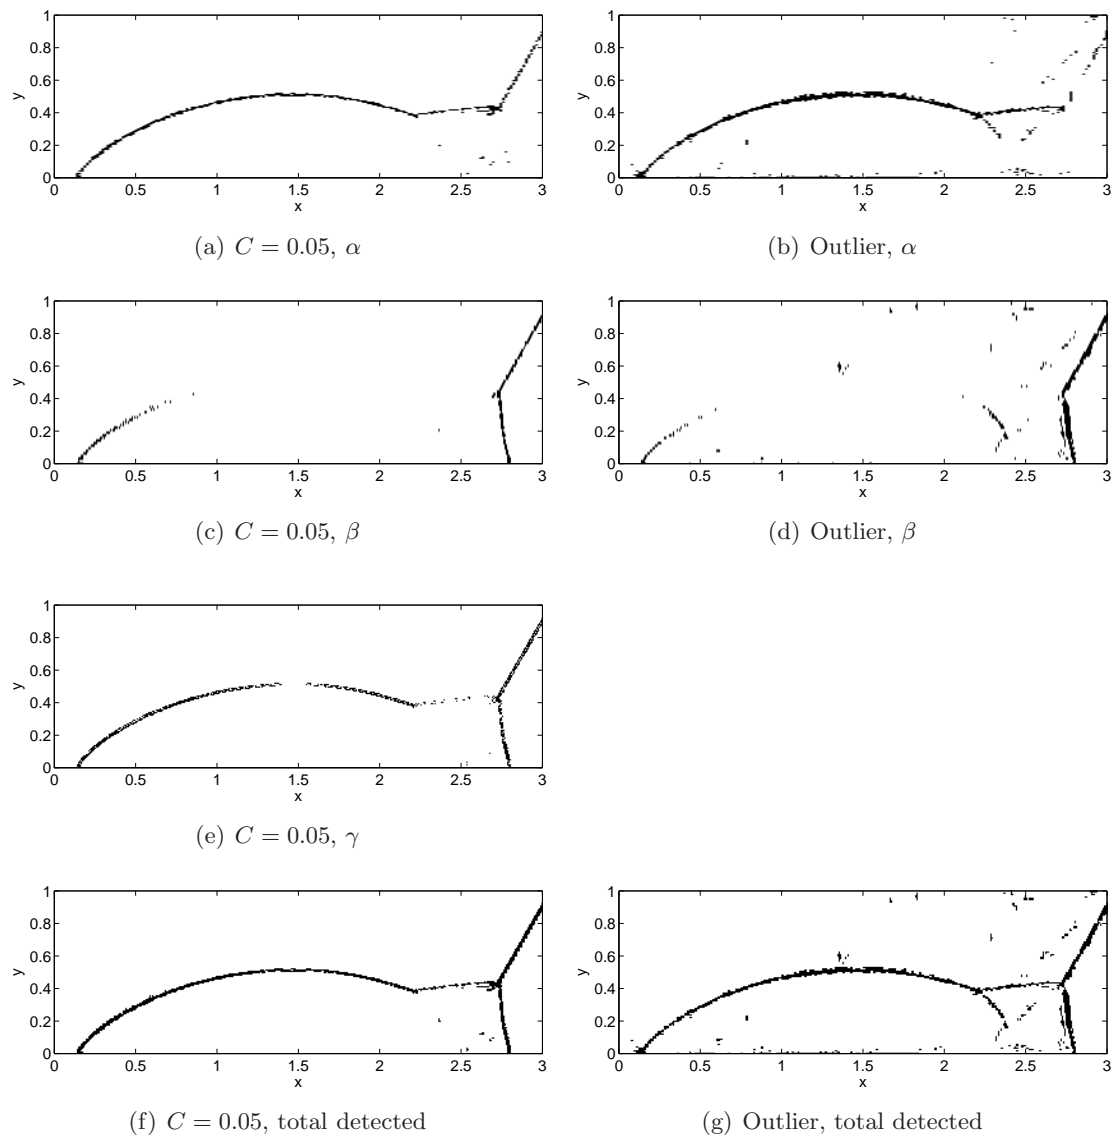 1
0.8
0.6
0.4
0.2
0
y
0 0.5 1 1.5 2 2.5 3
x
(a) C = 0.05, α
1
0.8
0.6
0.4
0.2
0
y
0 0.5 1 1.5 2 2.5 3
x
(b) Outlier, α
1
0.8
0.6
0.4
0.2
0
y
0 0.5 1 1.5 2 2.5 3
x
(c) C = 0.05, β
1
0.8
0.6
0.4
0.2
0
y
0 0.5 1 1.5 2 2.5 3
x
(d) Outlier, β
1
0.8
0.6
0.4
0.2
0
y
0 0.5 1 1.5 2 2.5 3
x
(e) C = 0.05, γ
1
0.8
0.6
0.4
0.2
0
y
0 0.5 1 1.5 2 2.5 3
x
(f) C = 0.05, total detected
1
0.8
0.6
0.4
0.2
0
y
0 0.5 1 1.5 2 2.5 3
x
(g) Outlier, total detected